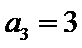 a₃ = 3